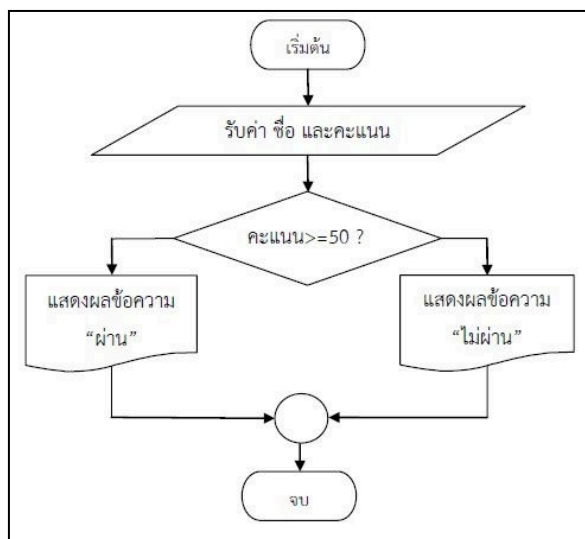 เริ่มต้น
รับค่า ชื่อ และคะแนน
คะแนน>=50 ?
แสดงผลข้อความ
“ผ่าน”
แสดงผลข้อความ
“ไม่ผ่าน”
จบ